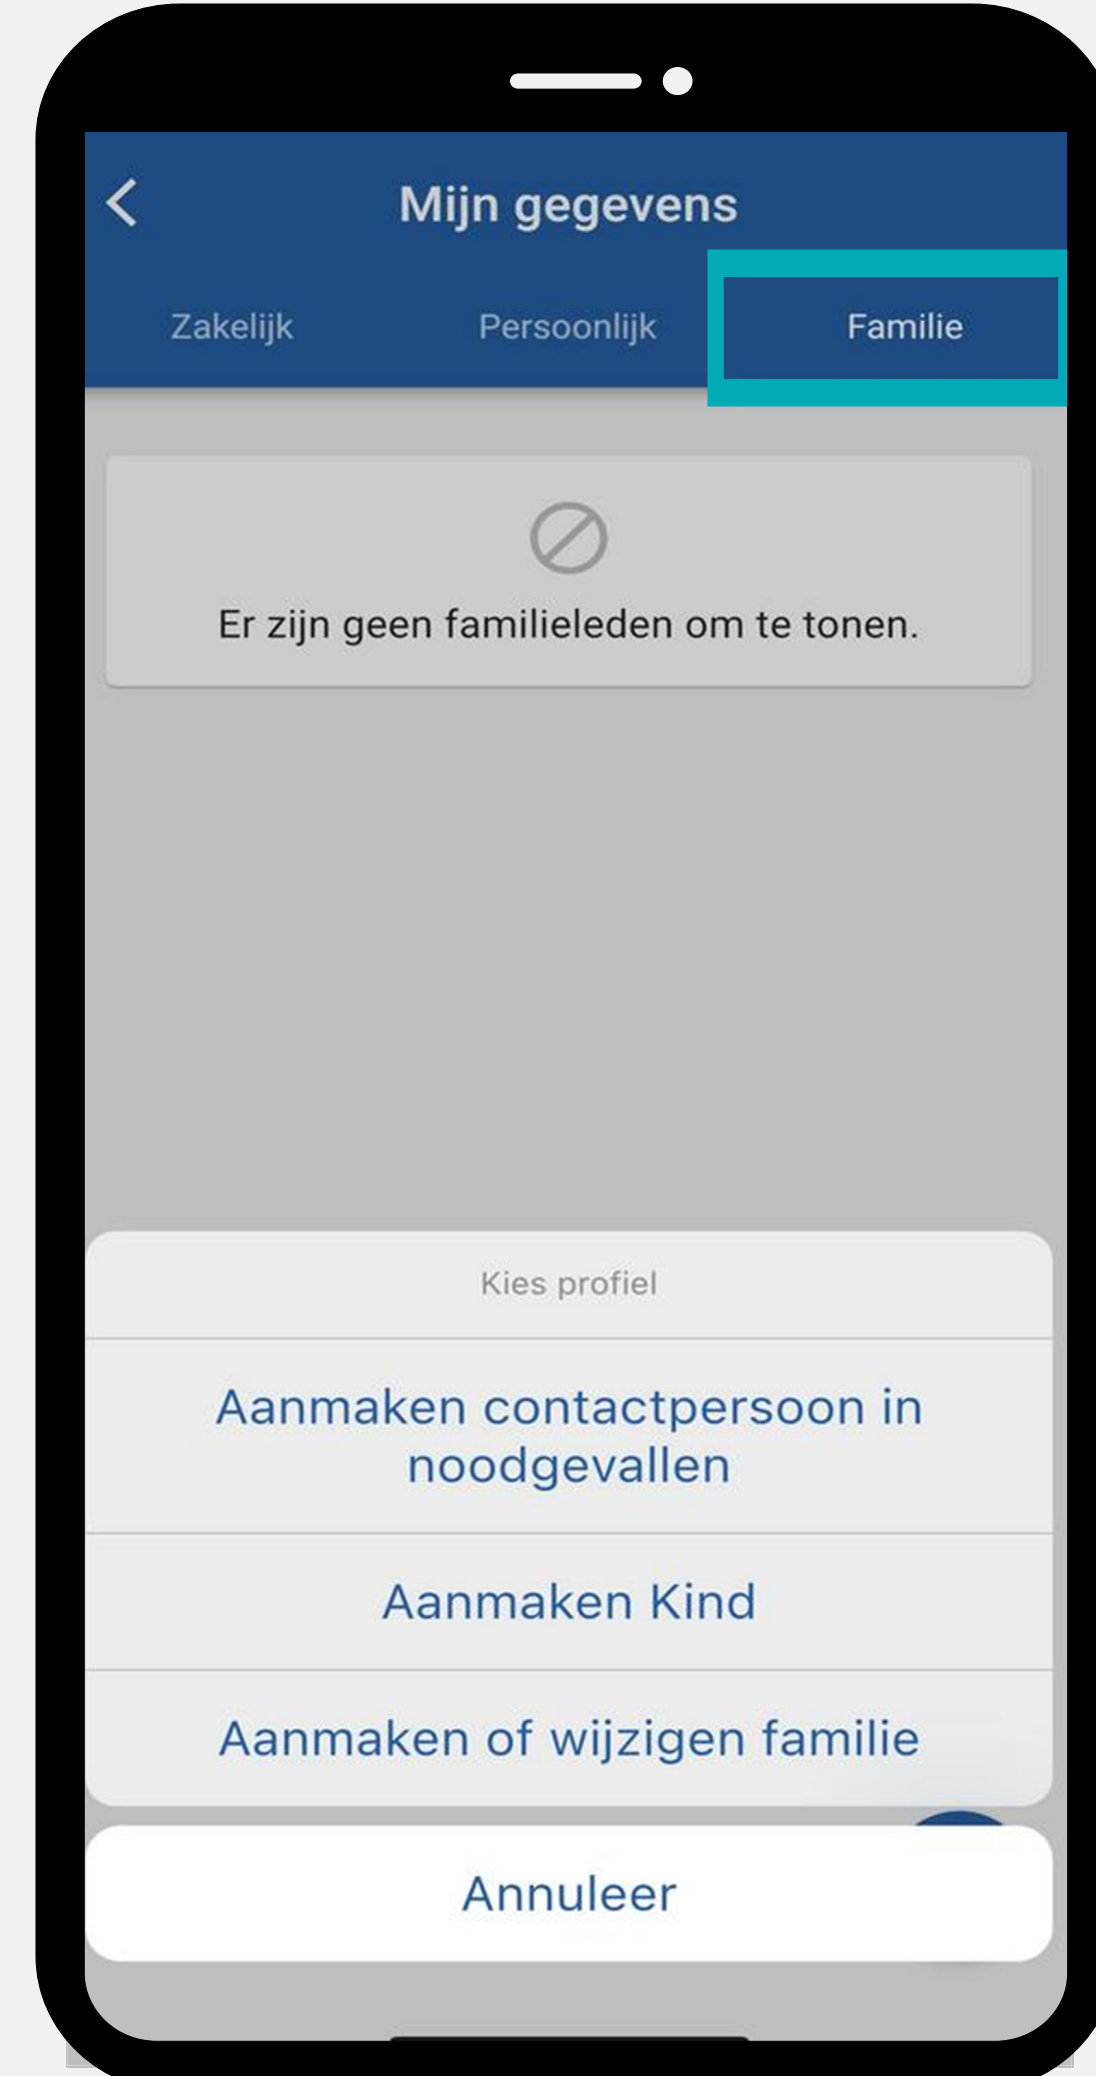 Mijn gegevens
Zakelijk Persoonlijk Familie
Er zijn geen familieleden om te tonen.
Kies profiel
Aanmaken contactpersoon in
noodgevallen
Aanmaken Kind
Aanmaken of wijzigen familie
Annuleer